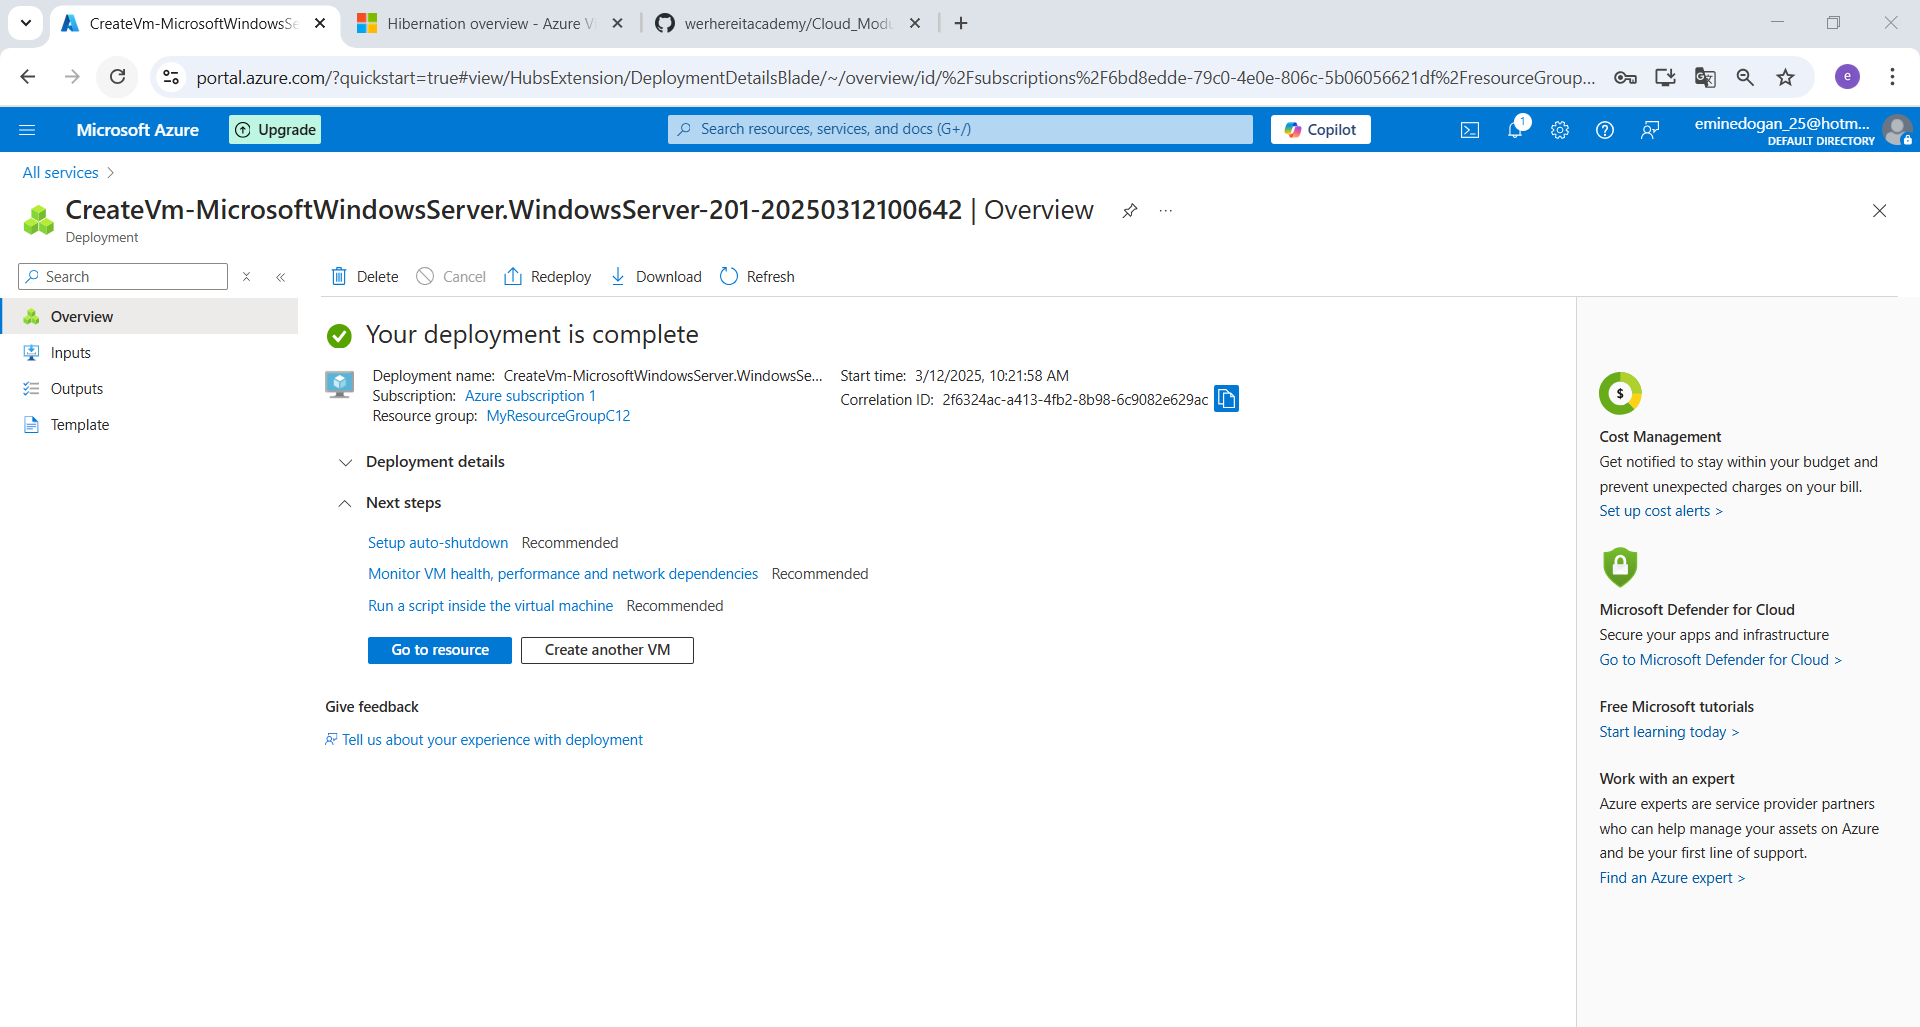 CreateVm-MicrosoftWindowsSe
Hibernation overview - Azure Vi
werhereitacademy/Cloud_Modu
portal.azure.com/?quickstart=true#view/HubsExtension/DeploymentDetailsBlade/~/overview/id/%2Fsubscriptions%2F6bd8edde-79c0-4e0e-806c-5b06056621df%2FresourceGroup...
e
Microsoft Azure
Upgrade
Search resources, services, and docs (G+/)
Copilot
1
eminedogan_25@hotm...
DEFAULT DIRECTORY
All services
CreateVm-MicrosoftWindowsServer.WindowsServer-201-20250312100642 | Overview
Deployment
Search
Delete
Cancel
Redeploy
Download
Refresh
Overview
Inputs
Outputs
Template
Your deployment is complete
Deployment name: CreateVm-MicrosoftWindowsServer.WindowsSe...
Subscription: Azure subscription 1
Resource group: MyResourceGroupC12
Start time: 3/12/2025, 10:21:58 AM
Correlation ID: 2f6324ac-a413-4fb2-8b98-6c9082e629ac
Deployment details
Next steps
Setup auto-shutdown Recommended
Monitor VM health, performance and network dependencies Recommended
Run a script inside the virtual machine Recommended
Go to resource
Create another VM
Give feedback
Tell us about your experience with deployment
$
Cost Management
Get notified to stay within your budget and
prevent unexpected charges on your bill.
Set up cost alerts >
Microsoft Defender for Cloud
Secure your apps and infrastructure
Go to Microsoft Defender for Cloud >
Free Microsoft tutorials
Start learning today >
Work with an expert
Azure experts are service provider partners
who can help manage your assets on Azure
and be your first line of support.
Find an Azure expert >